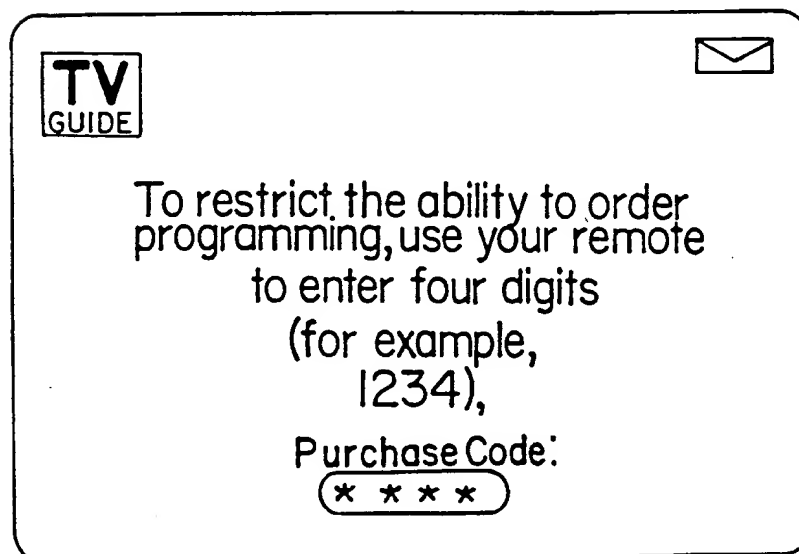 TV
GUIDE
To restrict the ability to order
programming, use your remote
to enter four digits
(for example,
1234),
Purchase Code:
* * * *